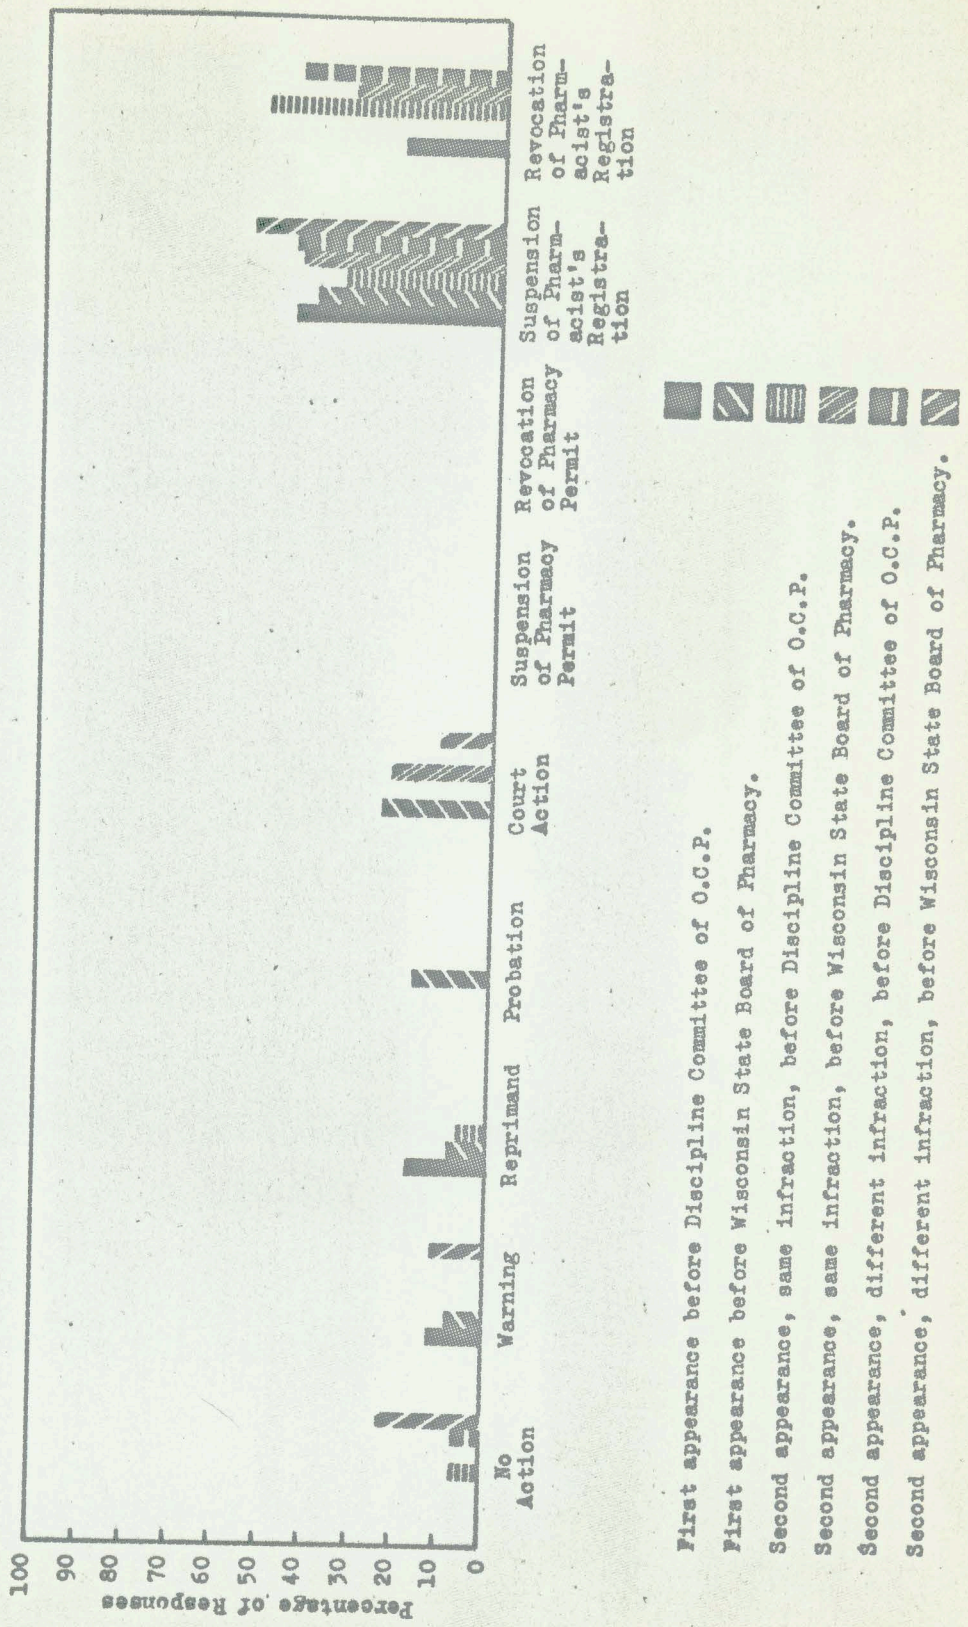 Percentage of Responses
100
90
80
70
60
50
40
30
20
10
0
No
Action
Warning
Reprimand
Probation
Court
Action
Suspension
of Pharmacy
Permit
Revocation
of Pharmacy
Permit
Suspension
of Pharm-
acist's
Registra-
tion
Revocation
of Pharm-
acist's
Registra-
tion
First appearance before Discipline Committee of O.C.P.
First appearance before Wisconsin State Board of Pharmacy.
Second appearance, same infraction, before Discipline Committee of O.C.P.
Second appearance, same infraction, before Wisconsin State Board of Pharmacy.
Second appearance, different infraction, before Discipline Committee of O.C.P.
Second appearance, different infraction, before Wisconsin State Board of Pharmacy.